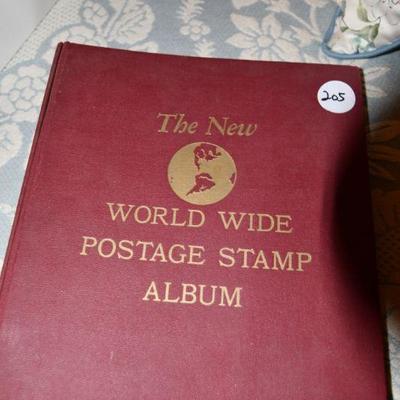 205
The New
WORLD WIDE
POSTAGE STAMP
ALBUM